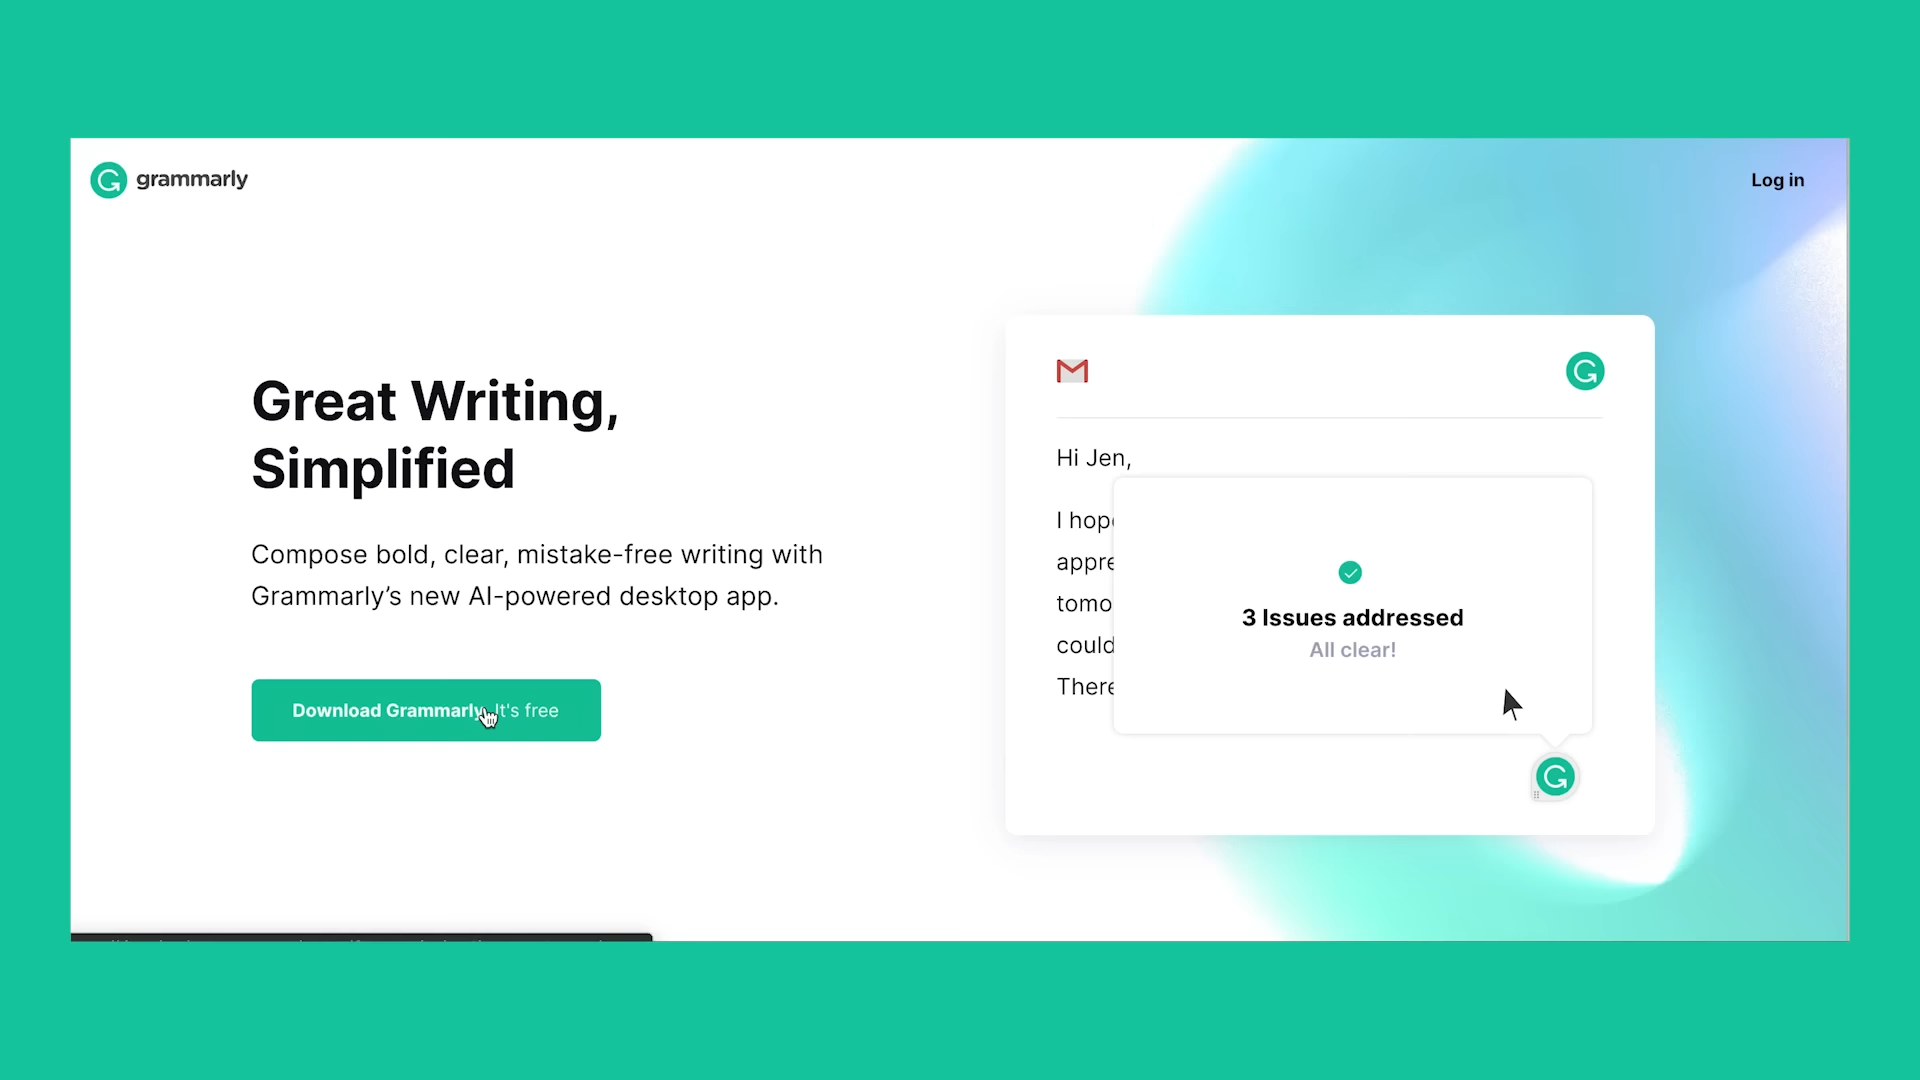 grammarly
Log in
Great Writing,
Simplified
Compose bold, clear, mistake-free writing with
Grammarly’s new AI-powered desktop app.
Download Grammarly It's free
Hi Jen,
I hope
appre
tomo
could
There
3 Issues addressed
All clear!